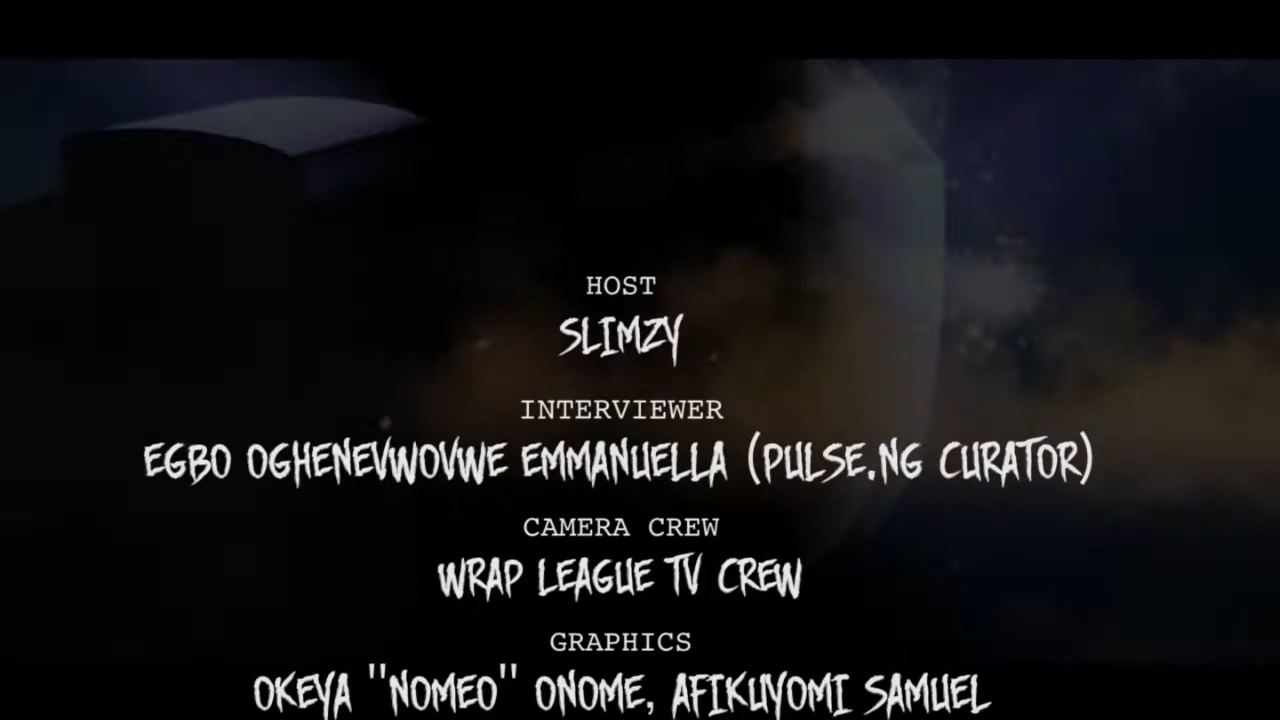 HOST
SLIMZY
INTERVIEWER
EGBO OGHENEVWOVWE EMMANUELLA (PULSE.NG CURATOR)
CAMERA CREW
WRAP LEAGUE TV CREW
GRAPHICS
OKEYA "NOMEO" ONOME, AFIKUYOMI SAMUEL